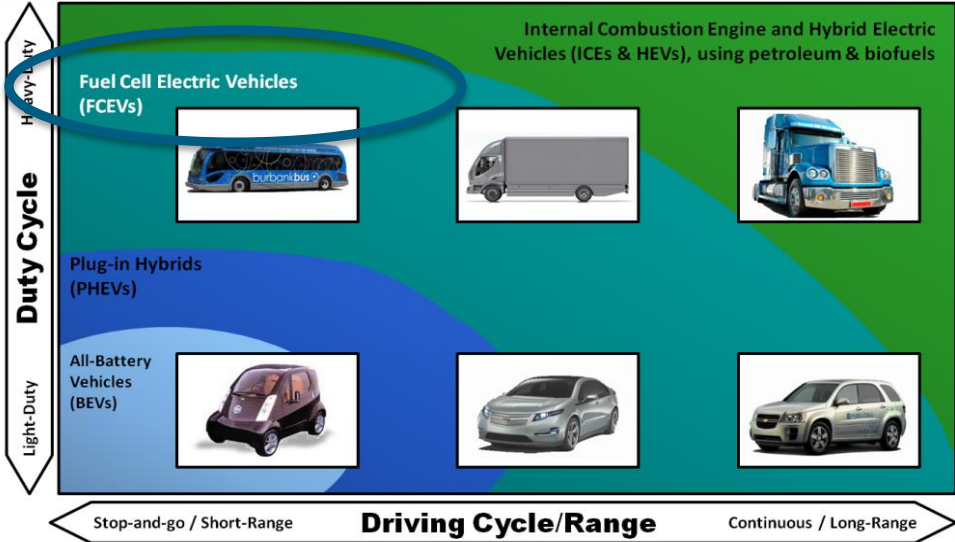 Internal Combustion Engine and Hybrid Electric
Vehicles (ICEs & HEVs), using petroleum & biofuels
Fuel Cell Electric Vehicles
(FCEVs)
Heavy-Duty
burbankbus
Duty Cycle
Plug-in Hybrids
(PHEVs)
All-Battery
Vehicles
(BEVs)
Light-Duty
Stop-and-go / Short-Range
Driving Cycle/Range
Continuous / Long-Range